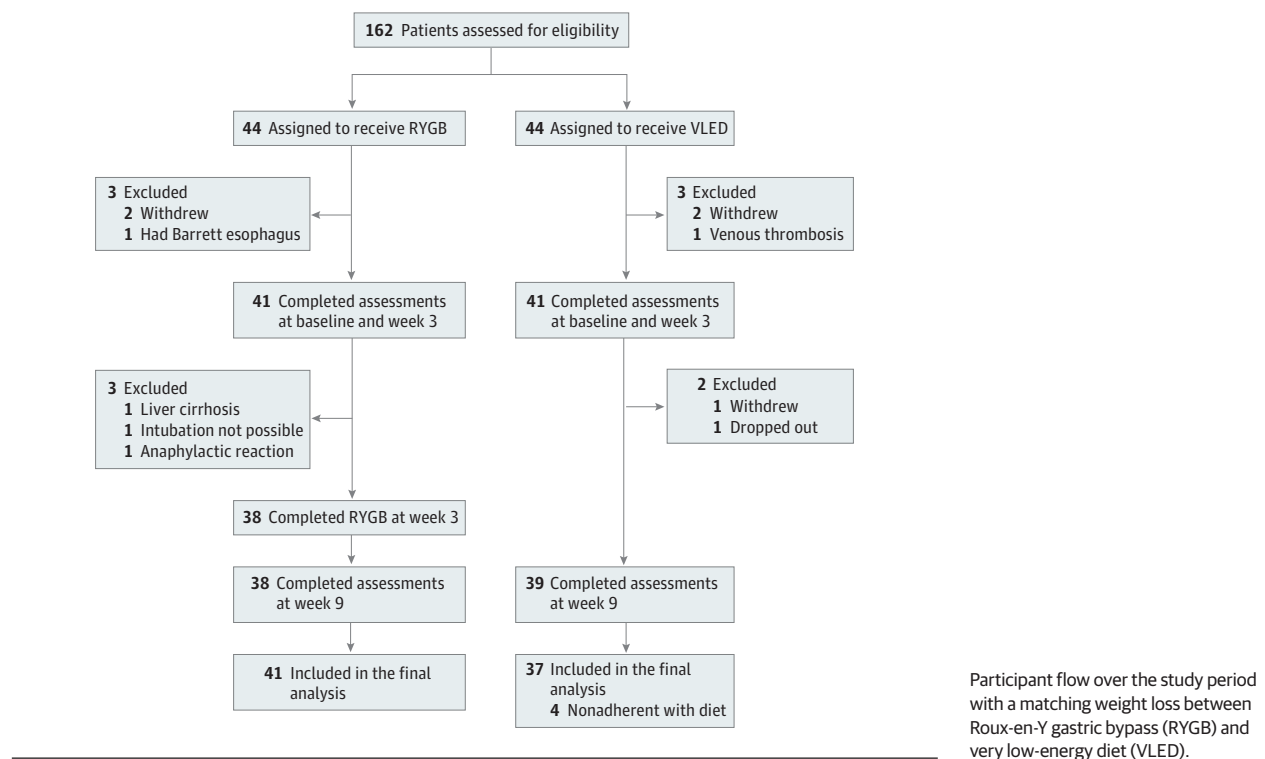 162 Patients assessed for eligibility
44 Assigned to receive RYGB
44 Assigned to receive VLED
3 Excluded
2 Withdrew
1 Had Barrett esophagus
3 Excluded
2 Withdrew
1 Venous thrombosis
41 Completed assessments
at baseline and week 3
41 Completed assessments
at baseline and week 3
3 Excluded
1 Liver cirrhosis
1 Intubation not possible
1 Anaphylactic reaction
2 Excluded
1 Withdrew
1 Dropped out
38 Completed RYGB at week 3
38 Completed assessments
at week 9
39 Completed assessments
at week 9
41 Included in the final
analysis
37 Included in the final
analysis
4 Nonadherent with diet
Participant flow over the study period
with a matching weight loss between
Roux-en-Y gastric bypass (RYGB) and
very low-energy diet (VLED).